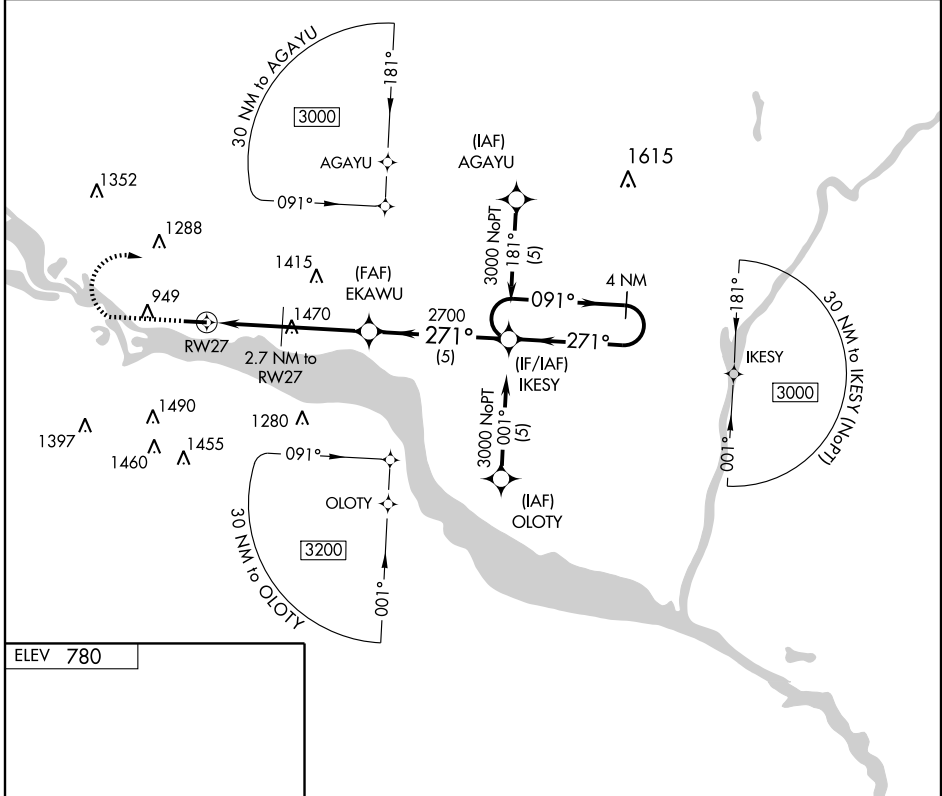 30 NM to AGAYU
181°
3000
AGAYU
091°
(IAF)
AGAYU
1615
1352
1288
3000 NoPT
181°
(5)
1415
(FAF)
EKAWU
4 NM
091°
181°
30 NM to IKESY (NoPT)
949
1470
2700
271°
(5)
271°
RW27
2.7 NM to
RW27
(IF/IAF)
IKESY
IKESY
3000
001°
1490
1280
1397
1460
1455
3000 NoPT
001°
(5)
091°
OLOTY
(IAF)
OLOTY
3200
30 NM to OLOTY
001°
ELEV 780